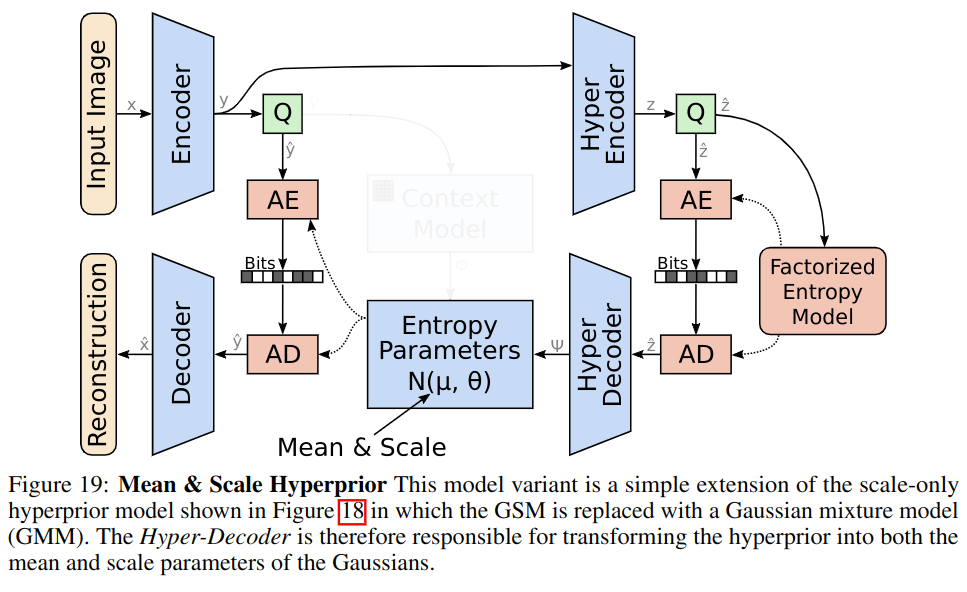 Input Image
x
Encoder
y
Q
ŷ
AE
Bits
AD
ŷ
Decoder
x̂
Reconstruction
Context
Model
Φ
Entropy
Parameters
N(μ, θ)
Mean & Scale
Hyper
Encoder
z
Q
ẑ
ẑ
AE
Bits
AD
ẑ
Factorized
Entropy
Model
Hyper
Decoder
Ψ
Figure 19: Mean & Scale Hyperprior This model variant is a simple extension of the scale-only
hyperprior model shown in Figure 18 in which the GSM is replaced with a Gaussian mixture model
(GMM). The Hyper-Decoder is therefore responsible for transforming the hyperprior into both the
mean and scale parameters of the Gaussians.